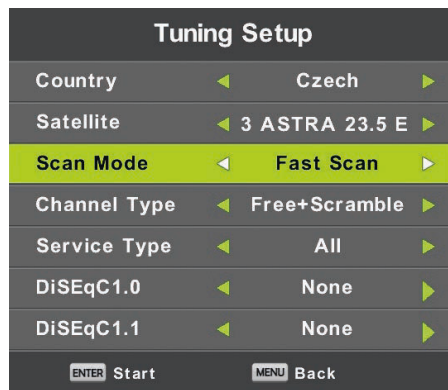 Tuning Setup
Country Czech
Satellite 3 ASTRA 23.5 E
Scan Mode Fast Scan
Channel Type Free+Scramble
Service Type All
DiSEqC1.0 None
DiSEqC1.1 None
ENTER Start MENU Back